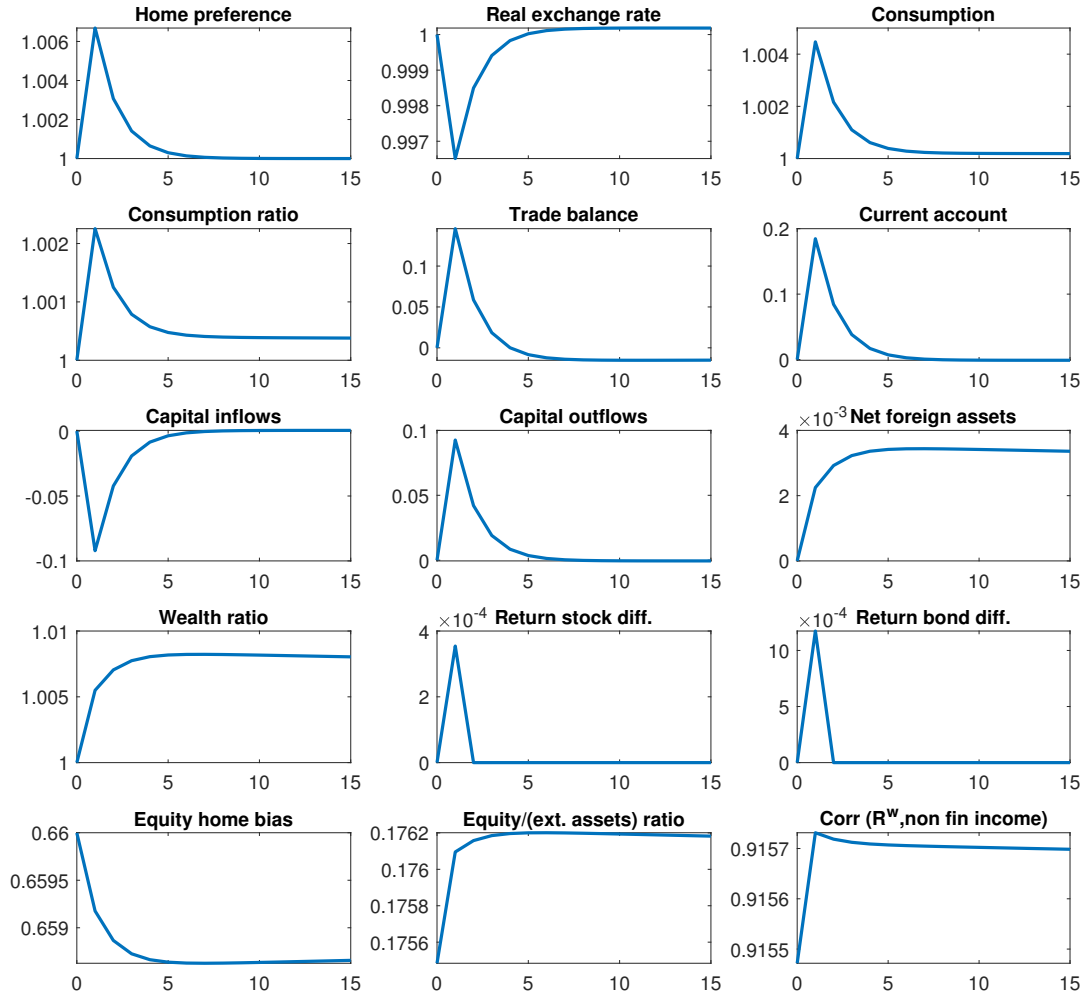 Home preference
1.006
1.004
1.002
1
0 5 10 15
Real exchange rate
1
0.999
0.998
0.997
0 5 10 15
Consumption
1.004
1.002
1
0 5 10 15
Consumption ratio
1.002
1.001
1
0 5 10 15
Trade balance
0.1
0.05
0
0 5 10 15
Current account
0.2
0.1
0
0 5 10 15
Capital inflows
0
-0.05
-0.1
0 5 10 15
Capital outflows
0.1
0.05
0
0 5 10 15
×10⁻³ Net foreign assets
4
2
0
0 5 10 15
Wealth ratio
1.01
1.005
1
0 5 10 15
×10⁻⁴ Return stock diff.
4
2
0
0 5 10 15
×10⁻⁴ Return bond diff.
10
5
0
0 5 10 15
Equity home bias
0.66
0.6595
0.659
0 5 10 15
Equity/(ext. assets) ratio
0.1762
0.176
0.1758
0.1756
0 5 10 15
Corr (Rʷ,non fin income)
0.9157
0.9156
0.9155
0 5 10 15